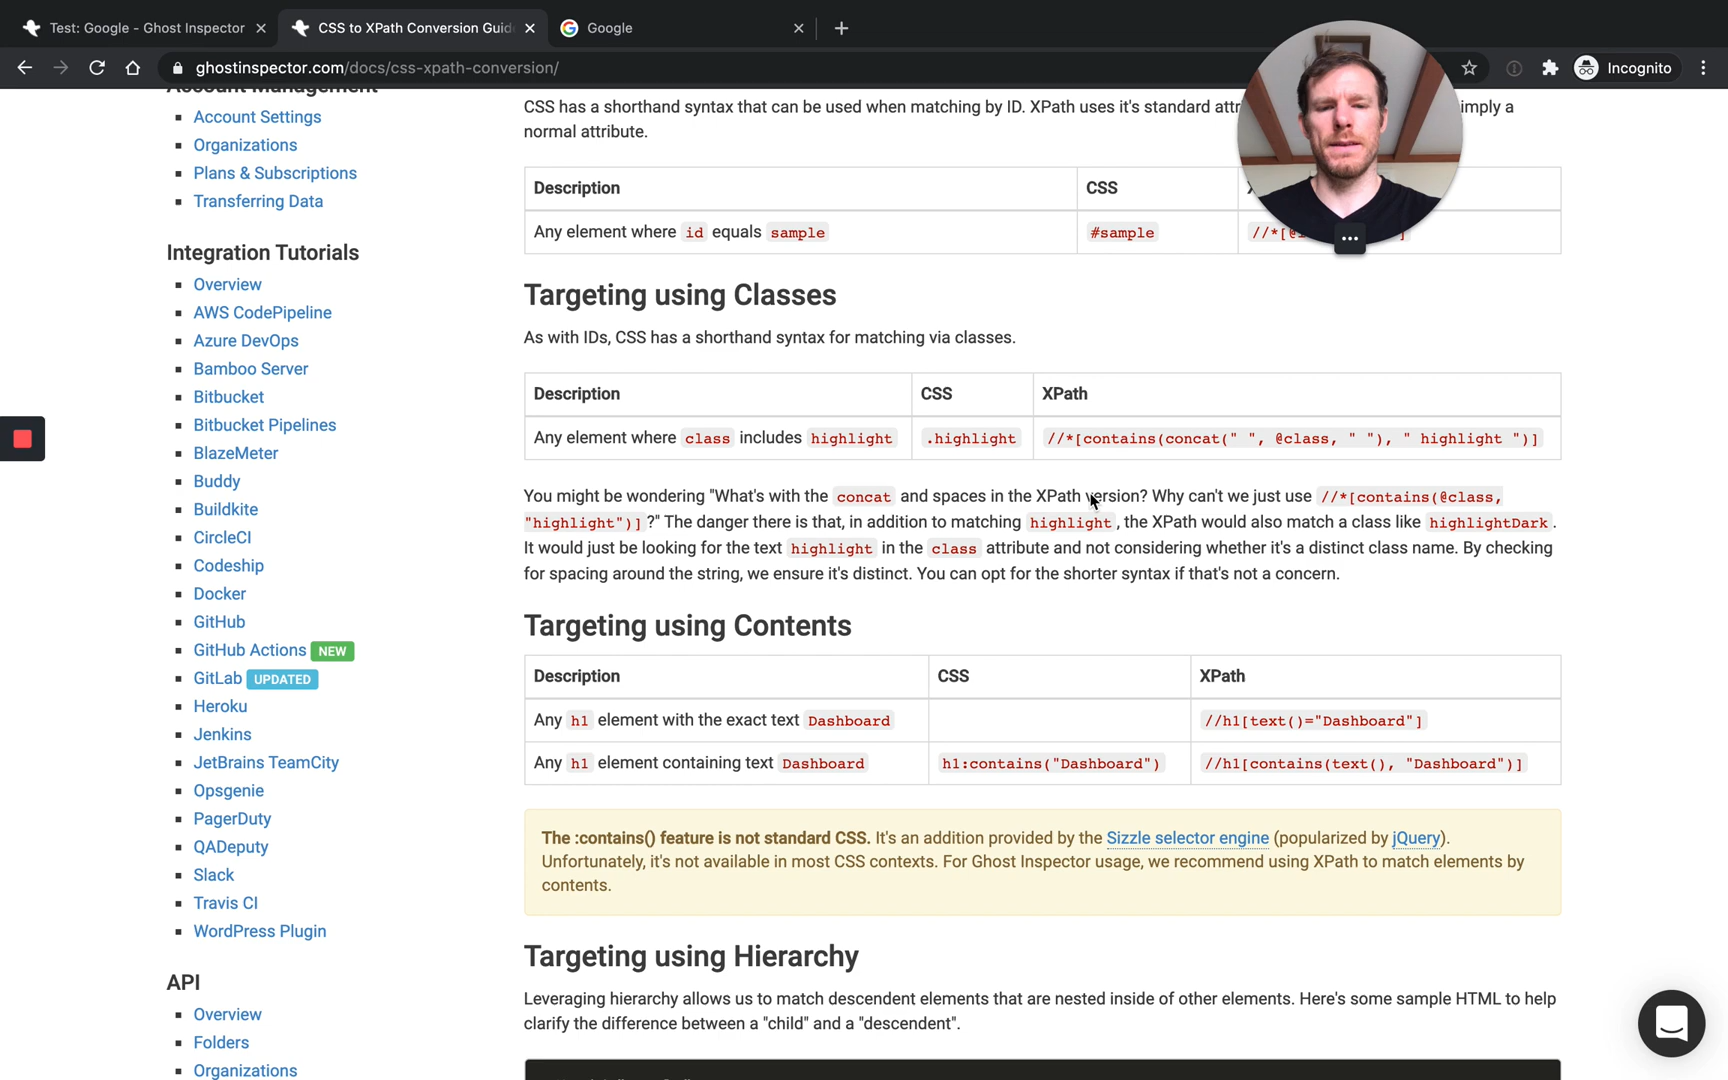 Test: Google - Ghost Inspector
CSS to XPath Conversion Guid
Google
ghostinspector.com/docs/css-xpath-conversion/
Incognito
Account Management
Account Settings
Organizations
Plans & Subscriptions
Transferring Data
Integration Tutorials
Overview
AWS CodePipeline
Azure DevOps
Bamboo Server
Bitbucket
Bitbucket Pipelines
BlazeMeter
Buddy
Buildkite
CircleCI
Codeship
Docker
GitHub
GitHub Actions NEW
GitLab UPDATED
Heroku
Jenkins
JetBrains TeamCity
Opsgenie
PagerDuty
QADeputy
Slack
Travis CI
WordPress Plugin
API
Overview
Folders
Organizations
CSS has a shorthand syntax that can be used when matching by ID. XPath uses it's standard attr imply a
normal attribute.
Description CSS
Any element where id equals sample #sample //*[@ ]
Targeting using Classes
As with IDs, CSS has a shorthand syntax for matching via classes.
Description CSS XPath
Any element where class includes highlight .highlight //*[contains(concat(" ", @class, " "), " highlight ")]
You might be wondering "What's with the concat and spaces in the XPath version? Why can't we just use //*[contains(@class,
"highlight")] ?" The danger there is that, in addition to matching highlight , the XPath would also match a class like highlightDark .
It would just be looking for the text highlight in the class attribute and not considering whether it's a distinct class name. By checking
for spacing around the string, we ensure it's distinct. You can opt for the shorter syntax if that's not a concern.
Targeting using Contents
Description CSS XPath
Any h1 element with the exact text Dashboard //h1[text()="Dashboard"]
Any h1 element containing text Dashboard h1:contains("Dashboard") //h1[contains(text(), "Dashboard")]
The :contains() feature is not standard CSS. It's an addition provided by the Sizzle selector engine (popularized by jQuery).
Unfortunately, it's not available in most CSS contexts. For Ghost Inspector usage, we recommend using XPath to match elements by
contents.
Targeting using Hierarchy
Leveraging hierarchy allows us to match descendent elements that are nested inside of other elements. Here's some sample HTML to help
clarify the difference between a "child" and a "descendent".